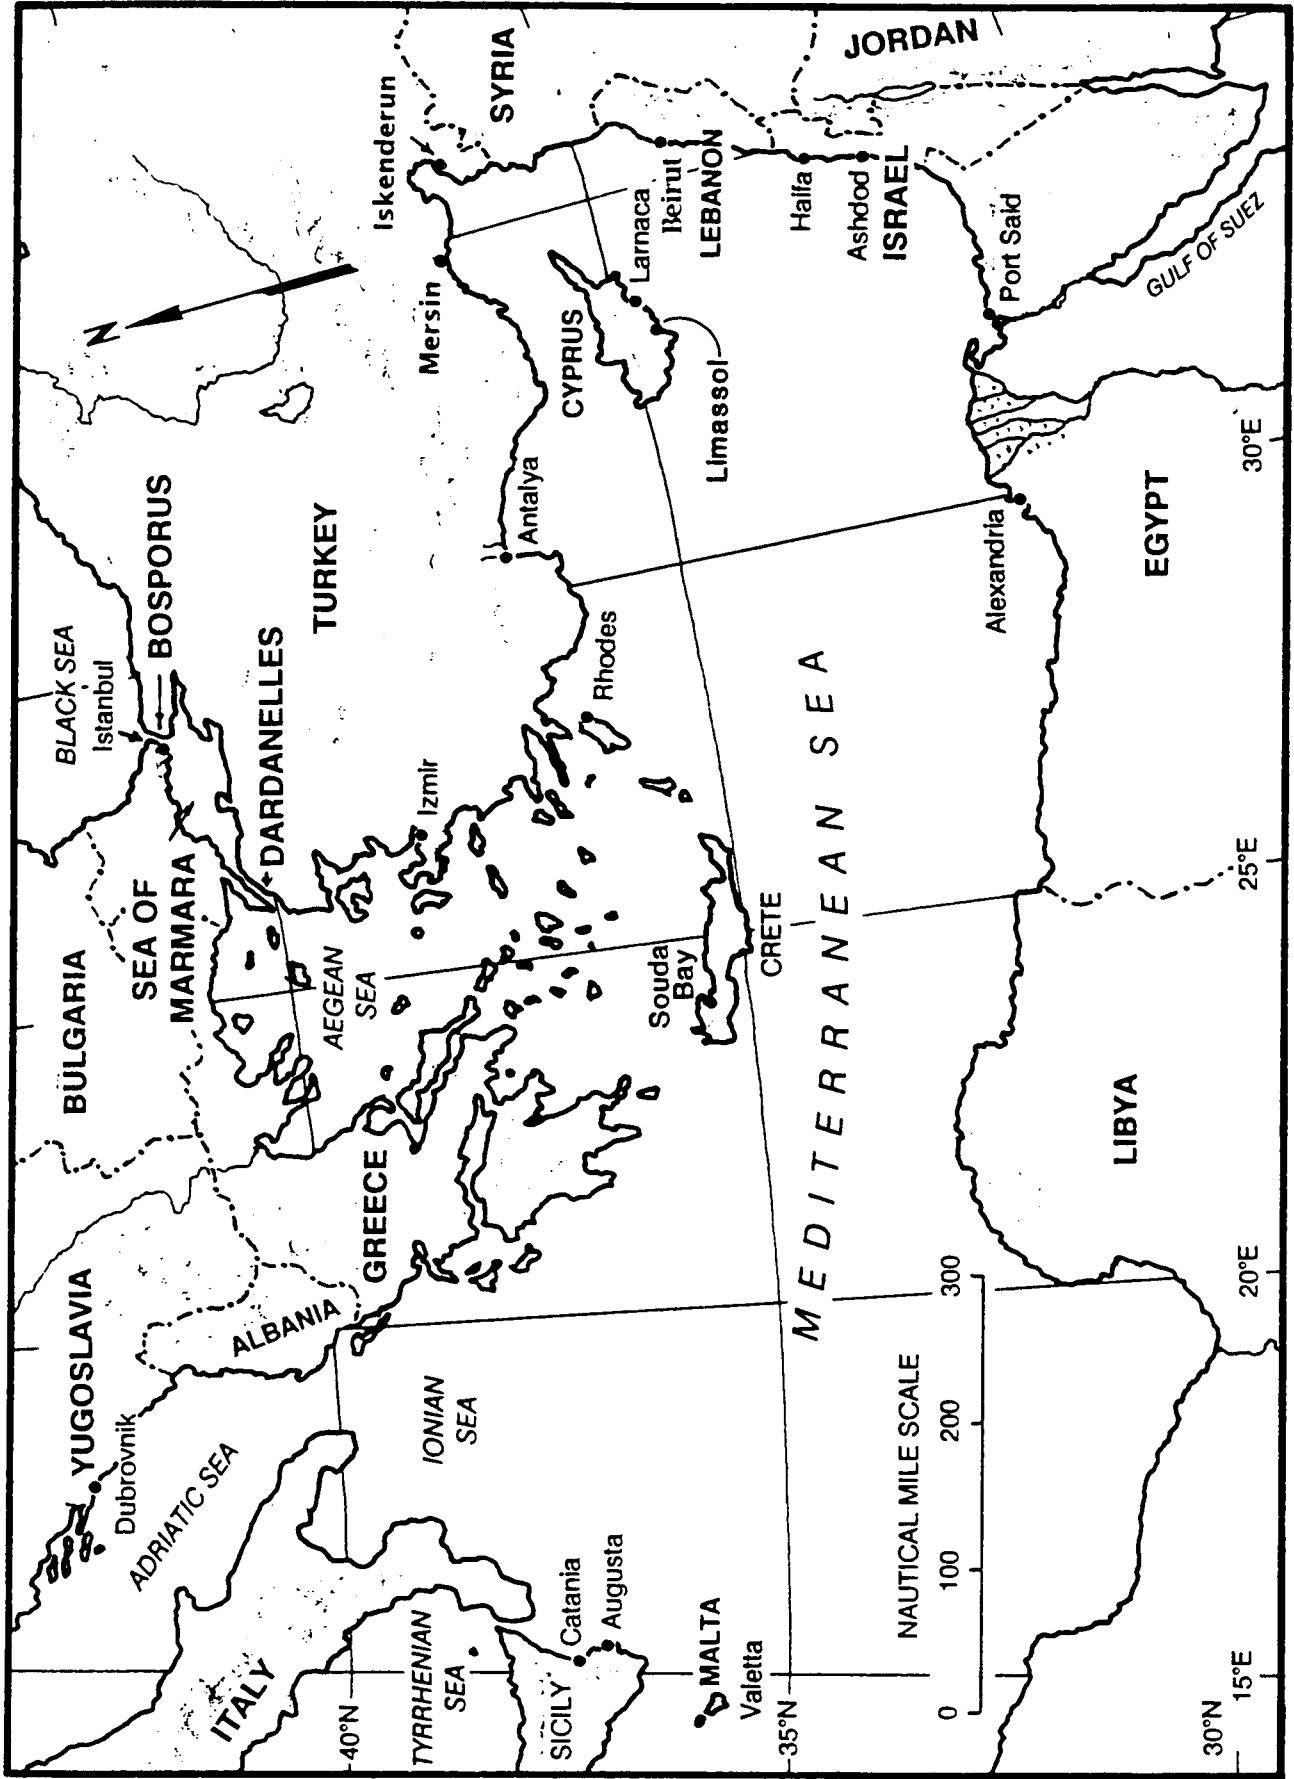 YUGOSLAVIA
Dubrovnik
ADRIATIC SEA
ITALY
ALBANIA
BULGARIA
BLACK SEA
Istanbul
BOSPORUS
SEA OF
MARMARA
DARDANELLES
TURKEY
N
GREECE
AEGEAN
SEA
40°N
TYRRHENIAN
SEA
IONIAN
SEA
Izmir
Antalya
Mersin
Iskenderun
SYRIA
SICILY
Catania
Augusta
Rhodes
CYPRUS
Larnaca
Limassol
Beirut
LEBANON
MALTA
Valetta
Souda
Bay
CRETE
35°N
MEDITERRANEAN SEA
Haifa
Ashdod
ISRAEL
JORDAN
NAUTICAL MILE SCALE
0 100 200 300
Alexandria
Port Said
LIBYA
EGYPT
GULF OF SUEZ
30°N
15°E
20°E
25°E
30°E